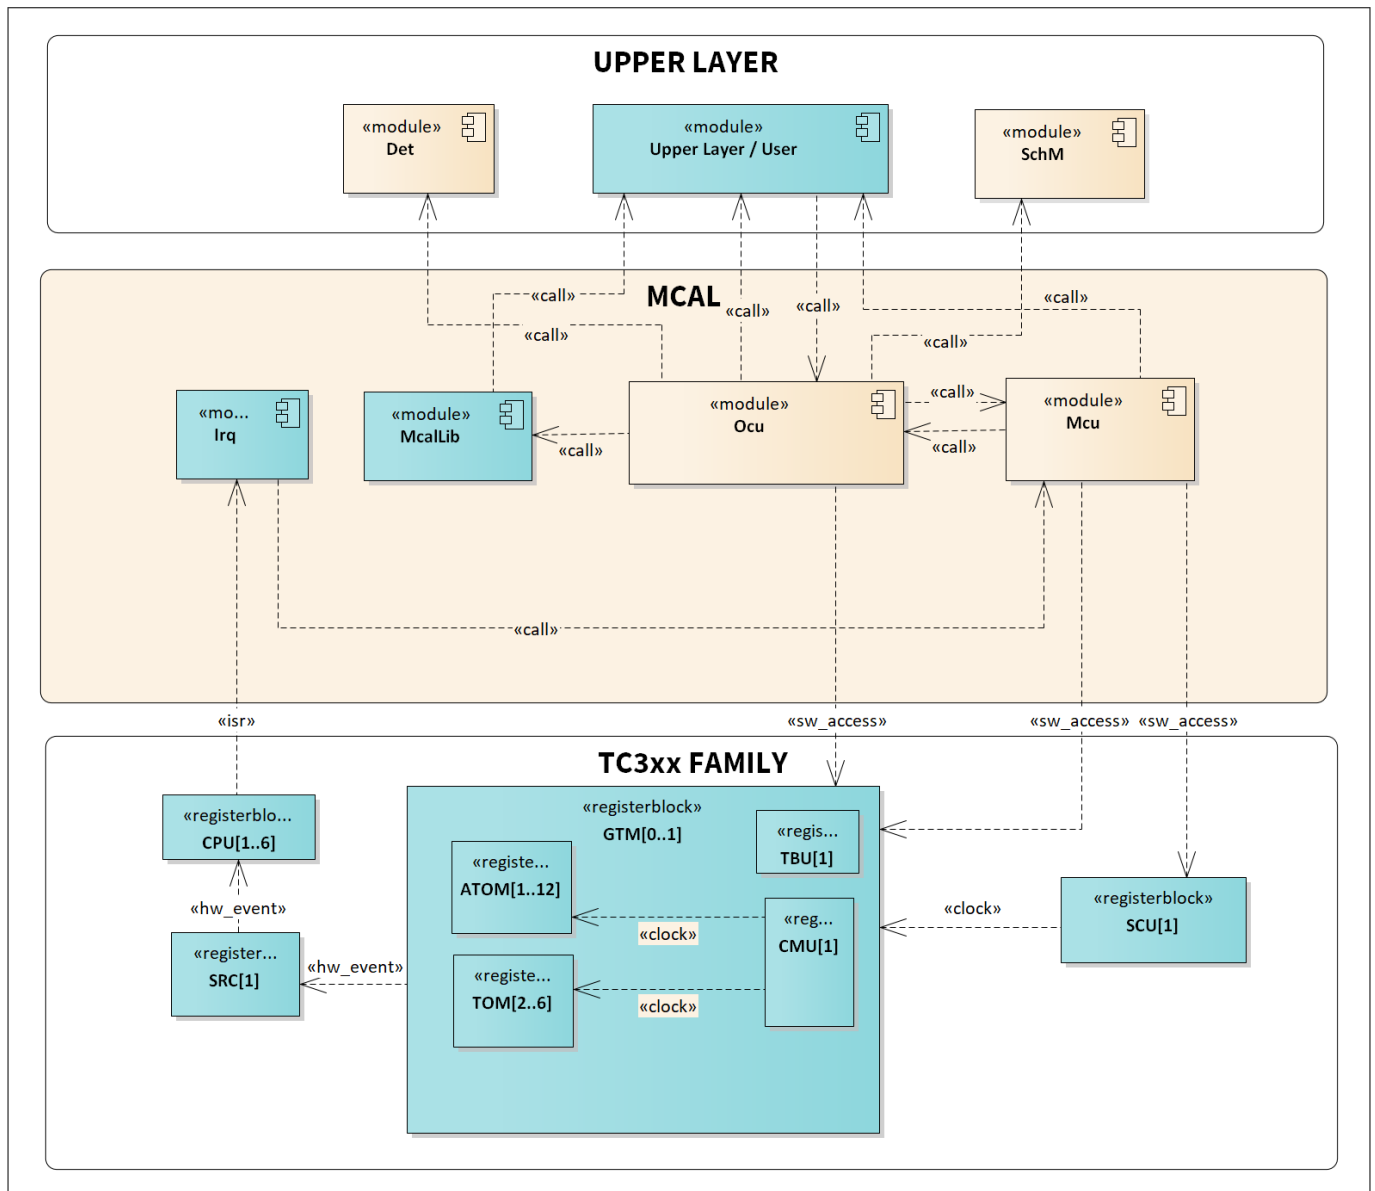 UPPER LAYER
«module»
Det
«module»
Upper Layer / User
«module»
SchM
MCAL
«call»
«call»
«call»
«call»
«call»
«call»
«mo...
Irq
«module»
McalLib
«module»
Ocu
«module»
Mcu
«call»
«call»
«call»
«call»
«isr»
«sw_access»
«sw_access»
«sw_access»
TC3xx FAMILY
«registerblo...
CPU[1..6]
«registerblock»
GTM[0..1]
«regis...
TBU[1]
«registe...
ATOM[1..12]
«reg...
CMU[1]
«clock»
«registe...
TOM[2..6]
«clock»
«hw_event»
«register...
SRC[1]
«hw_event»
«clock»
«registerblock»
SCU[1]